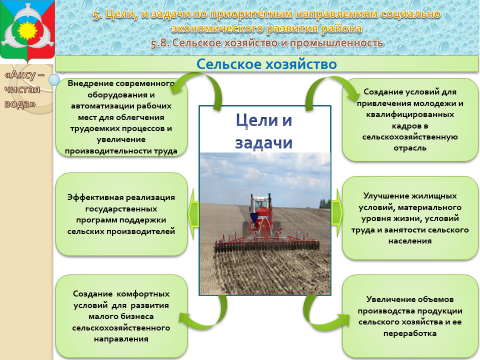 5. Цели, и задачи по приоритетным направлениям социально
экономического развития района
5.8. Сельское хозяйство и промышленность
«Аксу –
чистая
вода»
Сельское хозяйство
Внедрение современного
оборудования и
автоматизации рабочих
мест для облегчения
трудоемких процессов и
увеличение
производительности труда
Эффективная реализация
государственных
программ поддержки
сельских производителей
Создание комфортных
условий для развития
малого бизнеса
сельскохозяйственного
направления
Цели и
задачи
Создание условий для
привлечения молодежи и
квалифицированных
кадров в
сельскохозяйственную
отрасль
Улучшение жилищных
условий, материального
уровня жизни, условий
труда и занятости сельского
населения
Увеличение объемов
производства продукции
сельского хозяйства и ее
переработка